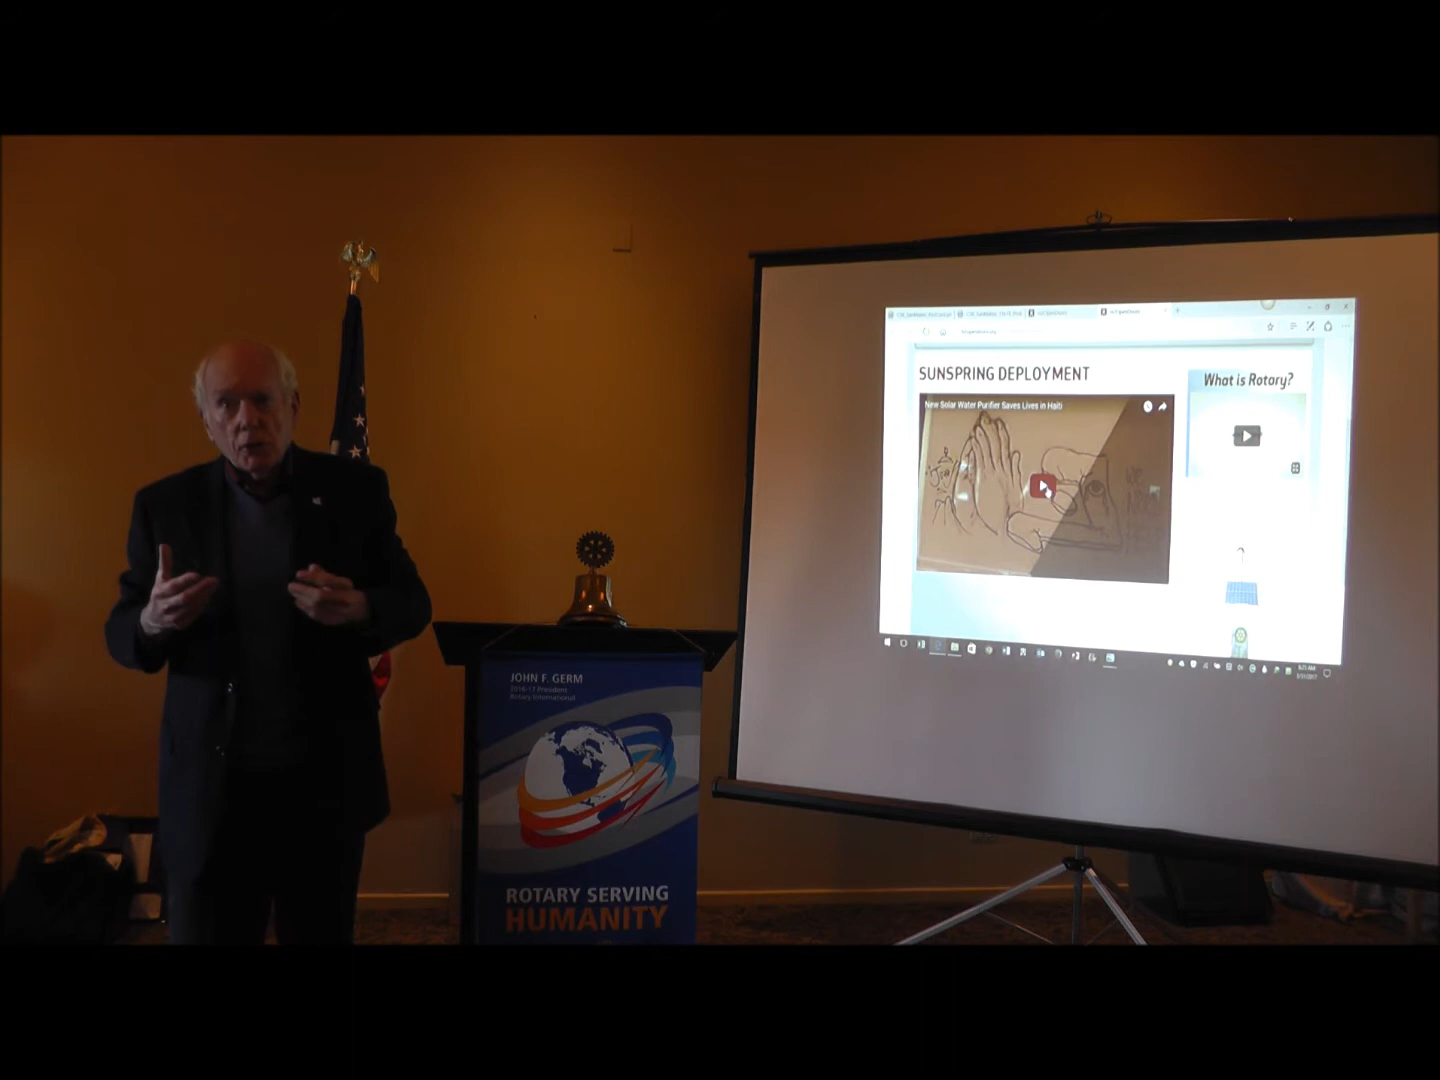 SUNSPRING DEPLOYMENT
New Solar Water Purifier Saves Lives in Haiti
What is Rotary?
JOHN F. GERM
2016-17 President
Rotary International
ROTARY SERVING
HUMANITY